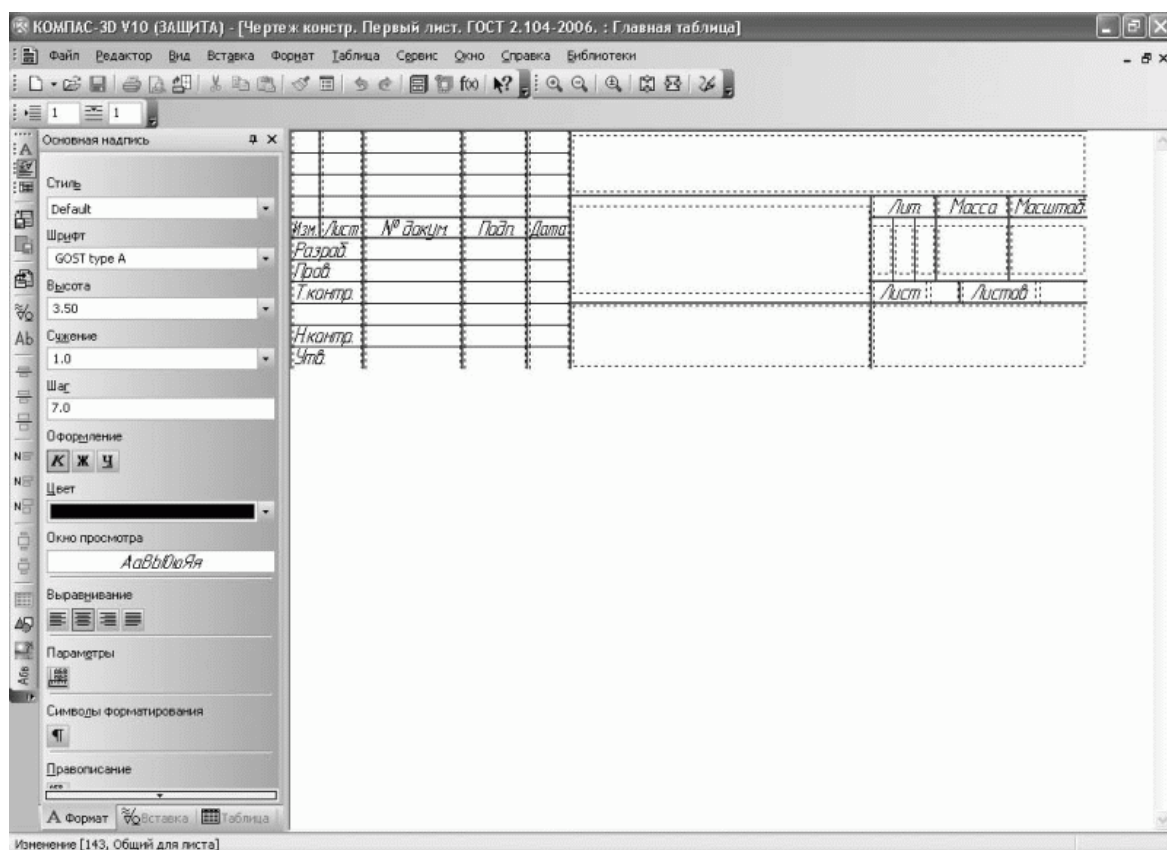 КОМПАС-3D V10 (ЗАЩИТА) - [Чертеж констр. Первый лист. ГОСТ 2.104-2006. : Главная таблица]
Файл Редактор Вид Вставка Формат Таблица Сервис Окно Справка Библиотеки
1 1
Основная надпись
Стиль
Default
Шрифт
GOST type A
Высота
3.50
Сужение
1.0
Шаг
7.0
Оформление
К Ж Ч
Цвет
Окно просмотра
АаВbЮюЯя
Выравнивание
Параметры
Символы форматирования
¶
Правописание
А Формат Вставка Таблица
Лит. Масса Масштаб
Изм. Лист № докум. Подп. Дата
Разраб.
Пров.
Т.контр. Лист Листов
Н.контр.
Утв.
Изменение [143, Общий для листа]